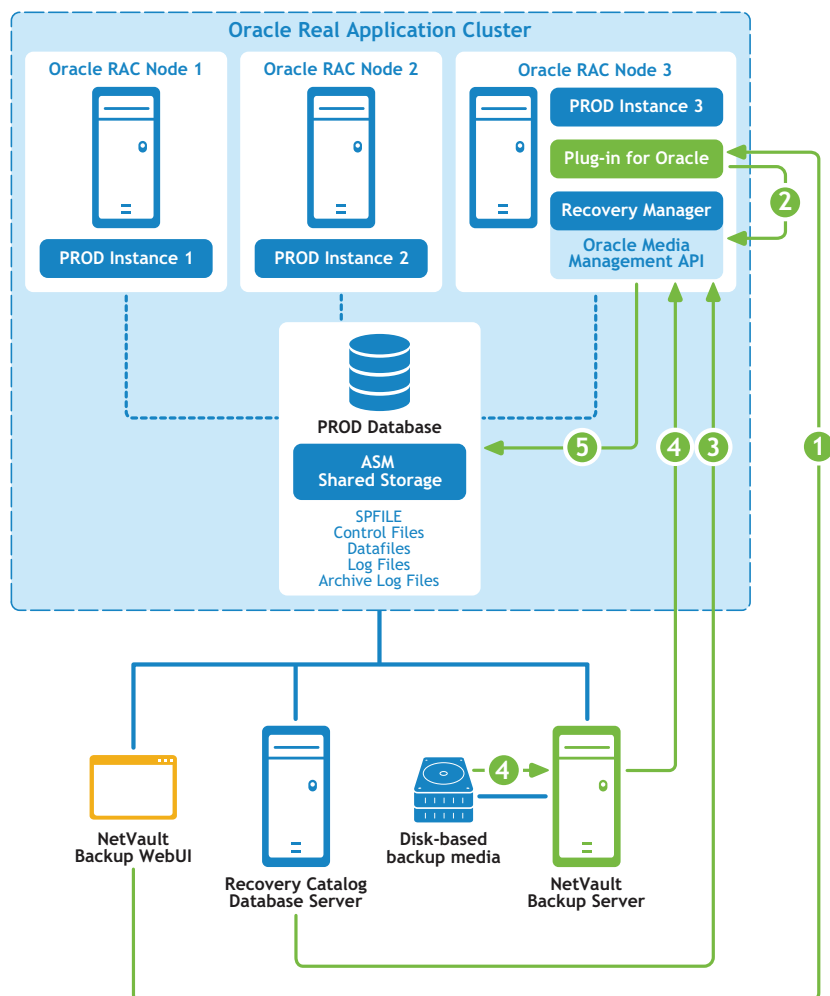 Oracle Real Application Cluster
Oracle RAC Node 1
Oracle RAC Node 2
Oracle RAC Node 3
PROD Instance 3
Plug-in for Oracle
2
Recovery Manager
Oracle Media
Management API
PROD Instance 1
PROD Instance 2
PROD Database
5
4
3
1
ASM
Shared Storage
SPFILE
Control Files
Datafiles
Log Files
Archive Log Files
4
NetVault
Backup WebUI
Recovery Catalog
Database Server
Disk-based
backup media
NetVault
Backup Server